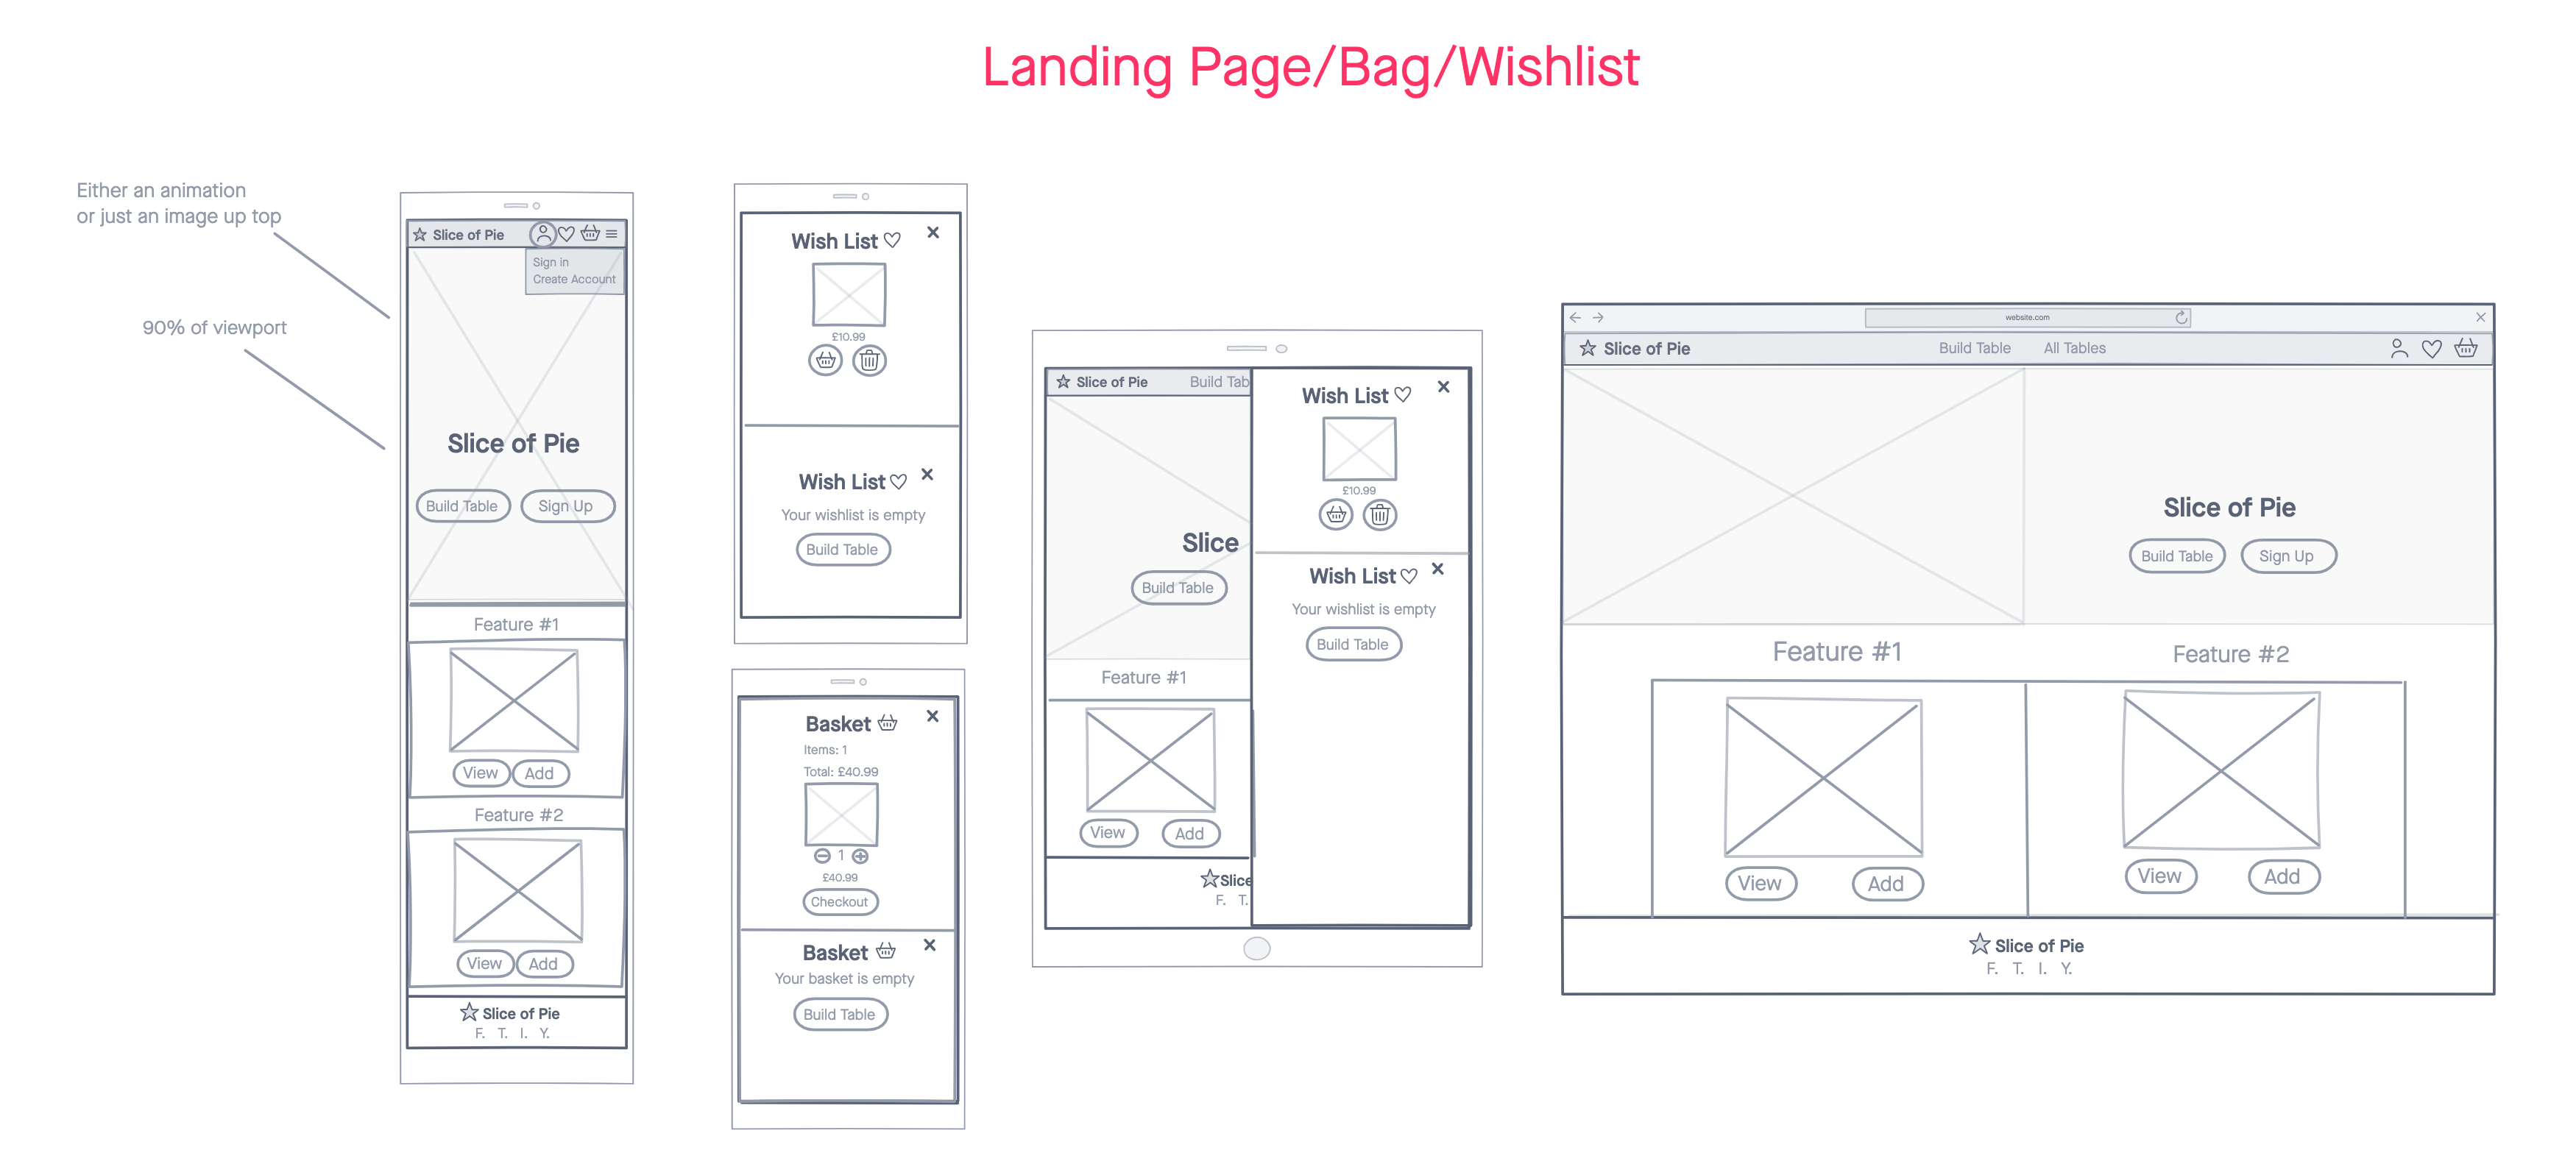 Landing Page/Bag/Wishlist
Either an animation
or just an image up top
90% of viewport
Slice of Pie
Sign in
Create Account
Slice of Pie
Build Table
Sign Up
Feature #1
View
Add
Feature #2
View
Add
Slice of Pie
F. T. I. Y.
Wish List
£10.99
Wish List
Your wishlist is empty
Build Table
Basket
Items: 1
Total: £40.99
1
£40.99
Checkout
Basket
Your basket is empty
Build Table
Slice of Pie
Build Tab
Slice
Build Table
Feature #1
View
Add
Slice
F. T.
Wish List
£10.99
Wish List
Your wishlist is empty
Build Table
website.com
Slice of Pie
Build Table
All Tables
Slice of Pie
Build Table
Sign Up
Feature #1
Feature #2
View
Add
View
Add
Slice of Pie
F. T. I. Y.